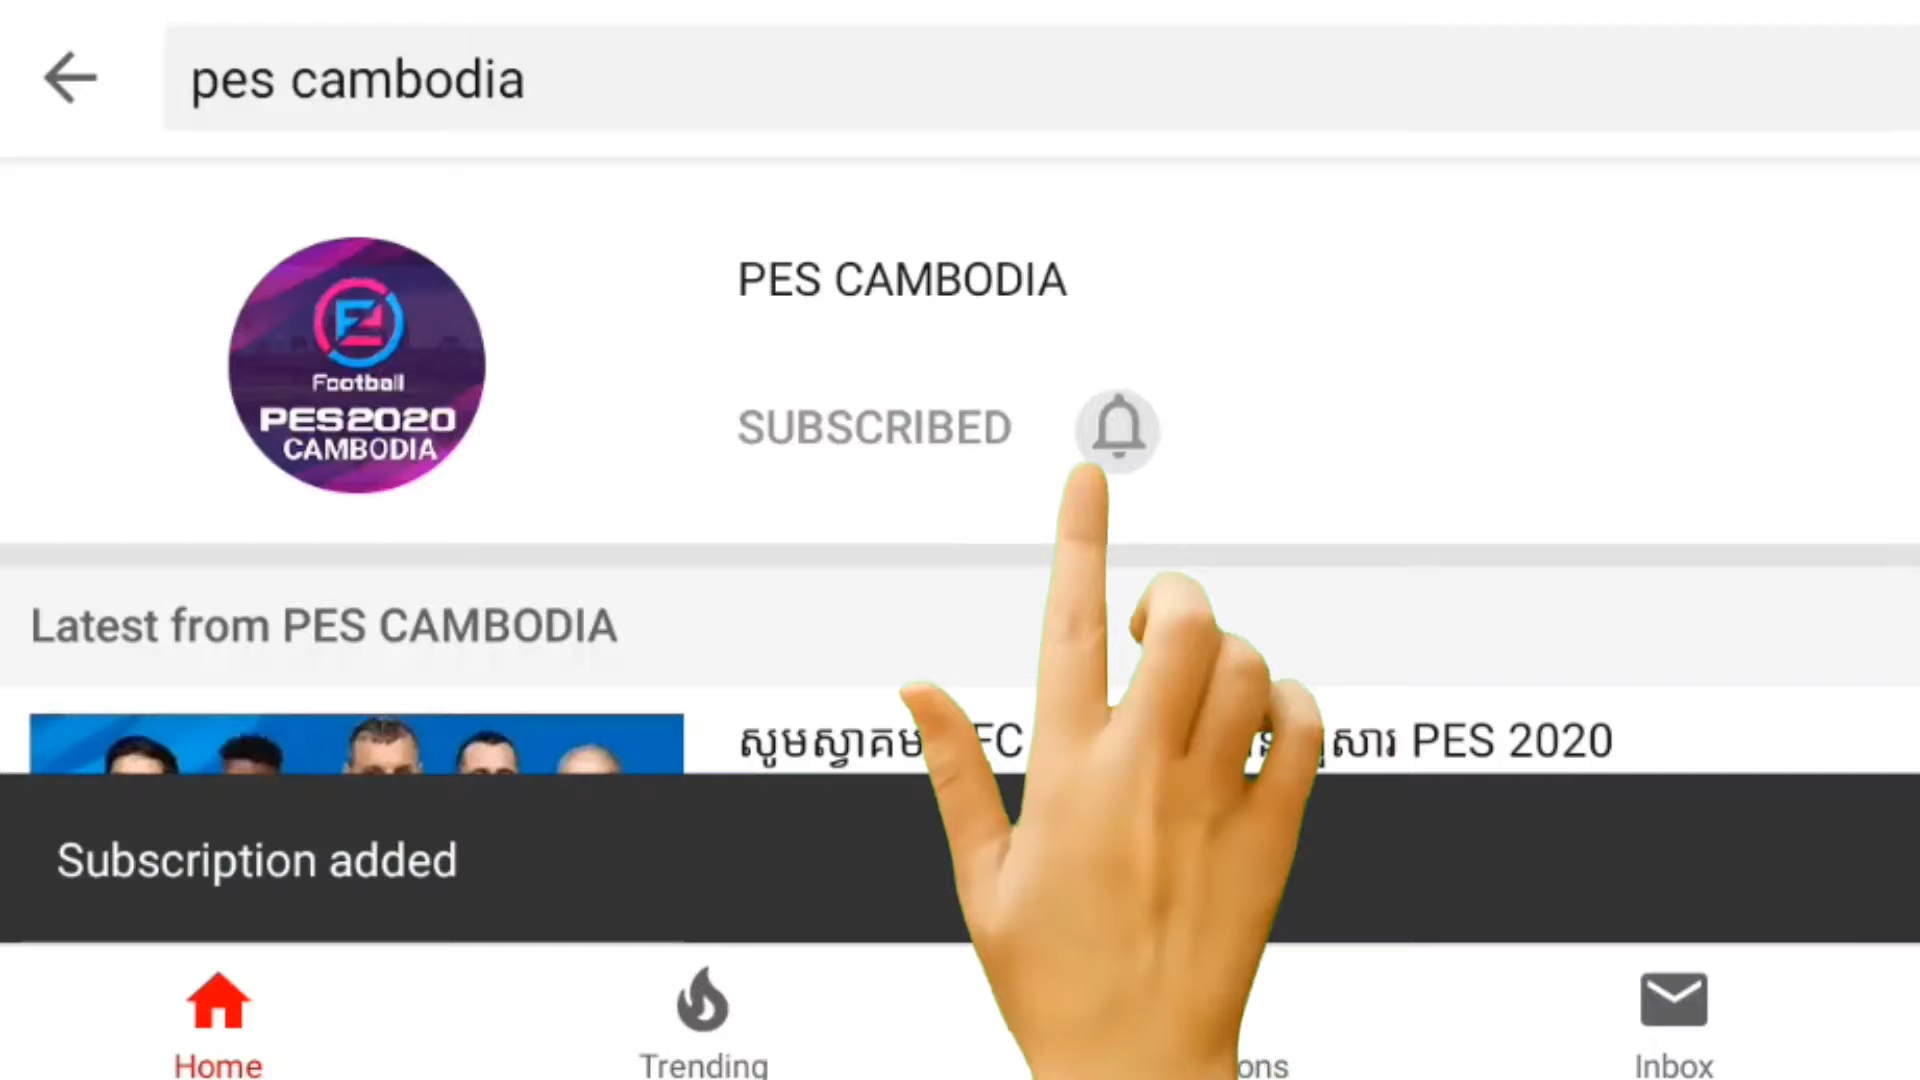 pes cambodia
PES CAMBODIA
Football
PES2020
CAMBODIA
SUBSCRIBED
Latest from PES CAMBODIA
សូមស្វាគម FC សារ PES 2020
Subscription added
Home
Trending
Inbox